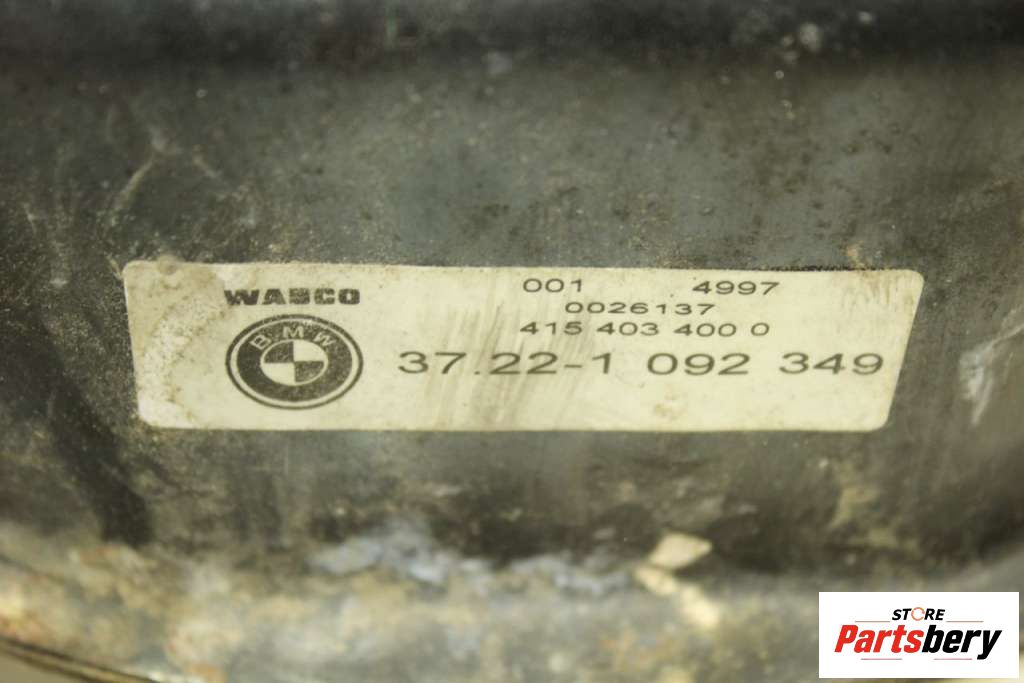 WABCO
BMW
001 4997
0026137
415 403 400 0
37.22-1 092 349
STORE
Partsbery